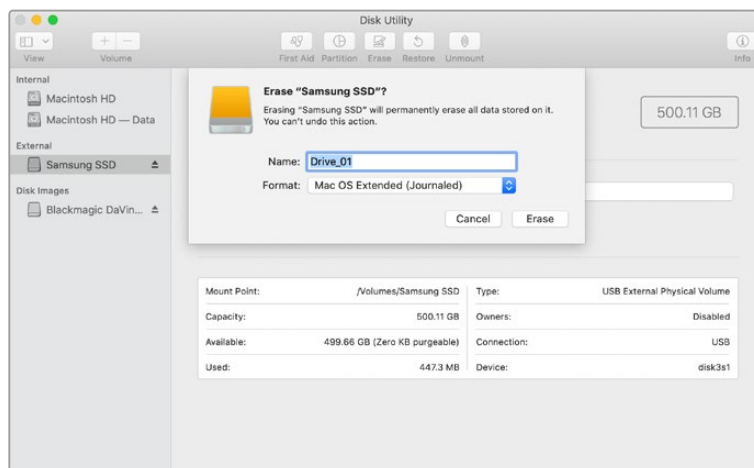 Disk Utility
View
Volume
First Aid Partition Erase Restore Unmount
Info
Internal
Macintosh HD
Macintosh HD — Data
External
Samsung SSD
Disk Images
Blackmagic DaVin...
Erase “Samsung SSD”?
Erasing “Samsung SSD” will permanently erase all data stored on it.
You can’t undo this action.
Name: Drive_01
Format: Mac OS Extended (Journaled)
Cancel Erase
500.11 GB
Mount Point: /Volumes/Samsung SSD Type: USB External Physical Volume
Capacity: 500.11 GB Owners: Disabled
Available: 499.66 GB (Zero KB purgeable) Connection: USB
Used: 447.3 MB Device: disk3s1